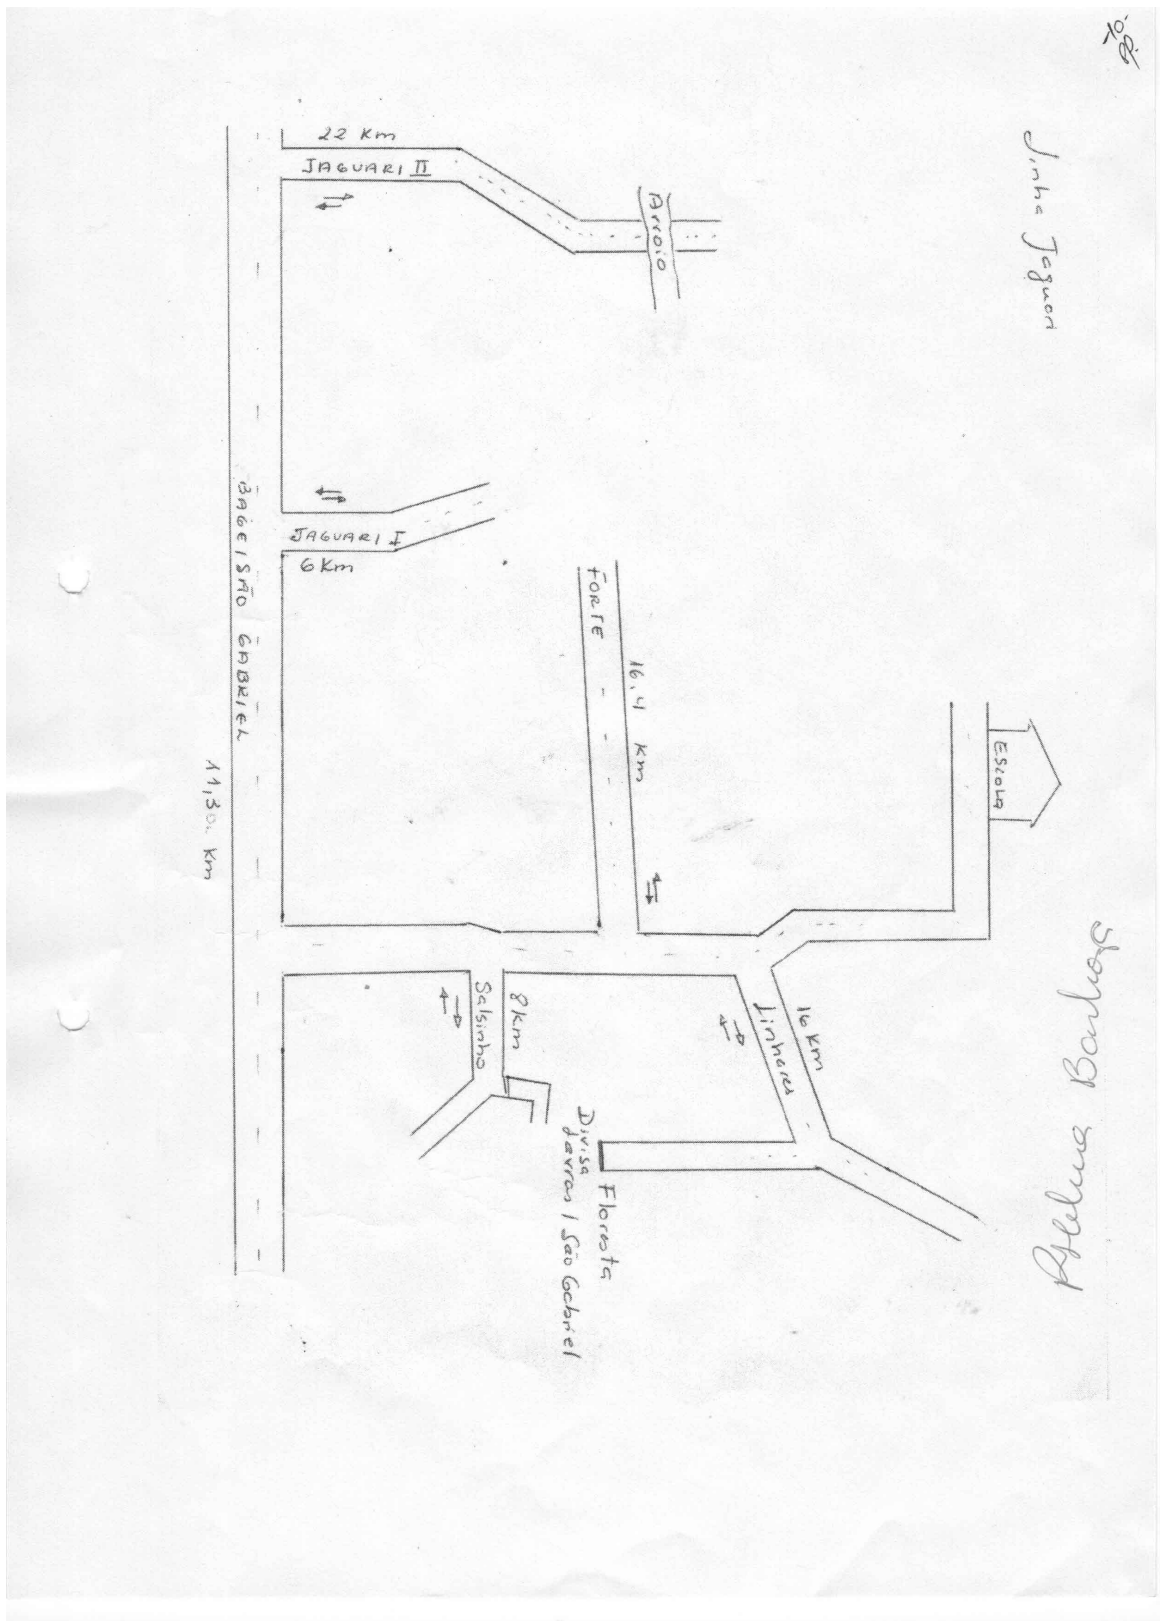 Linha Jaguari
ESCOLA
Arroio
22 Km
JAGUARI II
16,4 Km
FORTE
16 Km
Linhares
Floresta
Divisa
Lavras / São Gabriel
8 Km
Salsinho
JAGUARI I
6 Km
BAGÉ / SÃO GABRIEL
11,30. Km